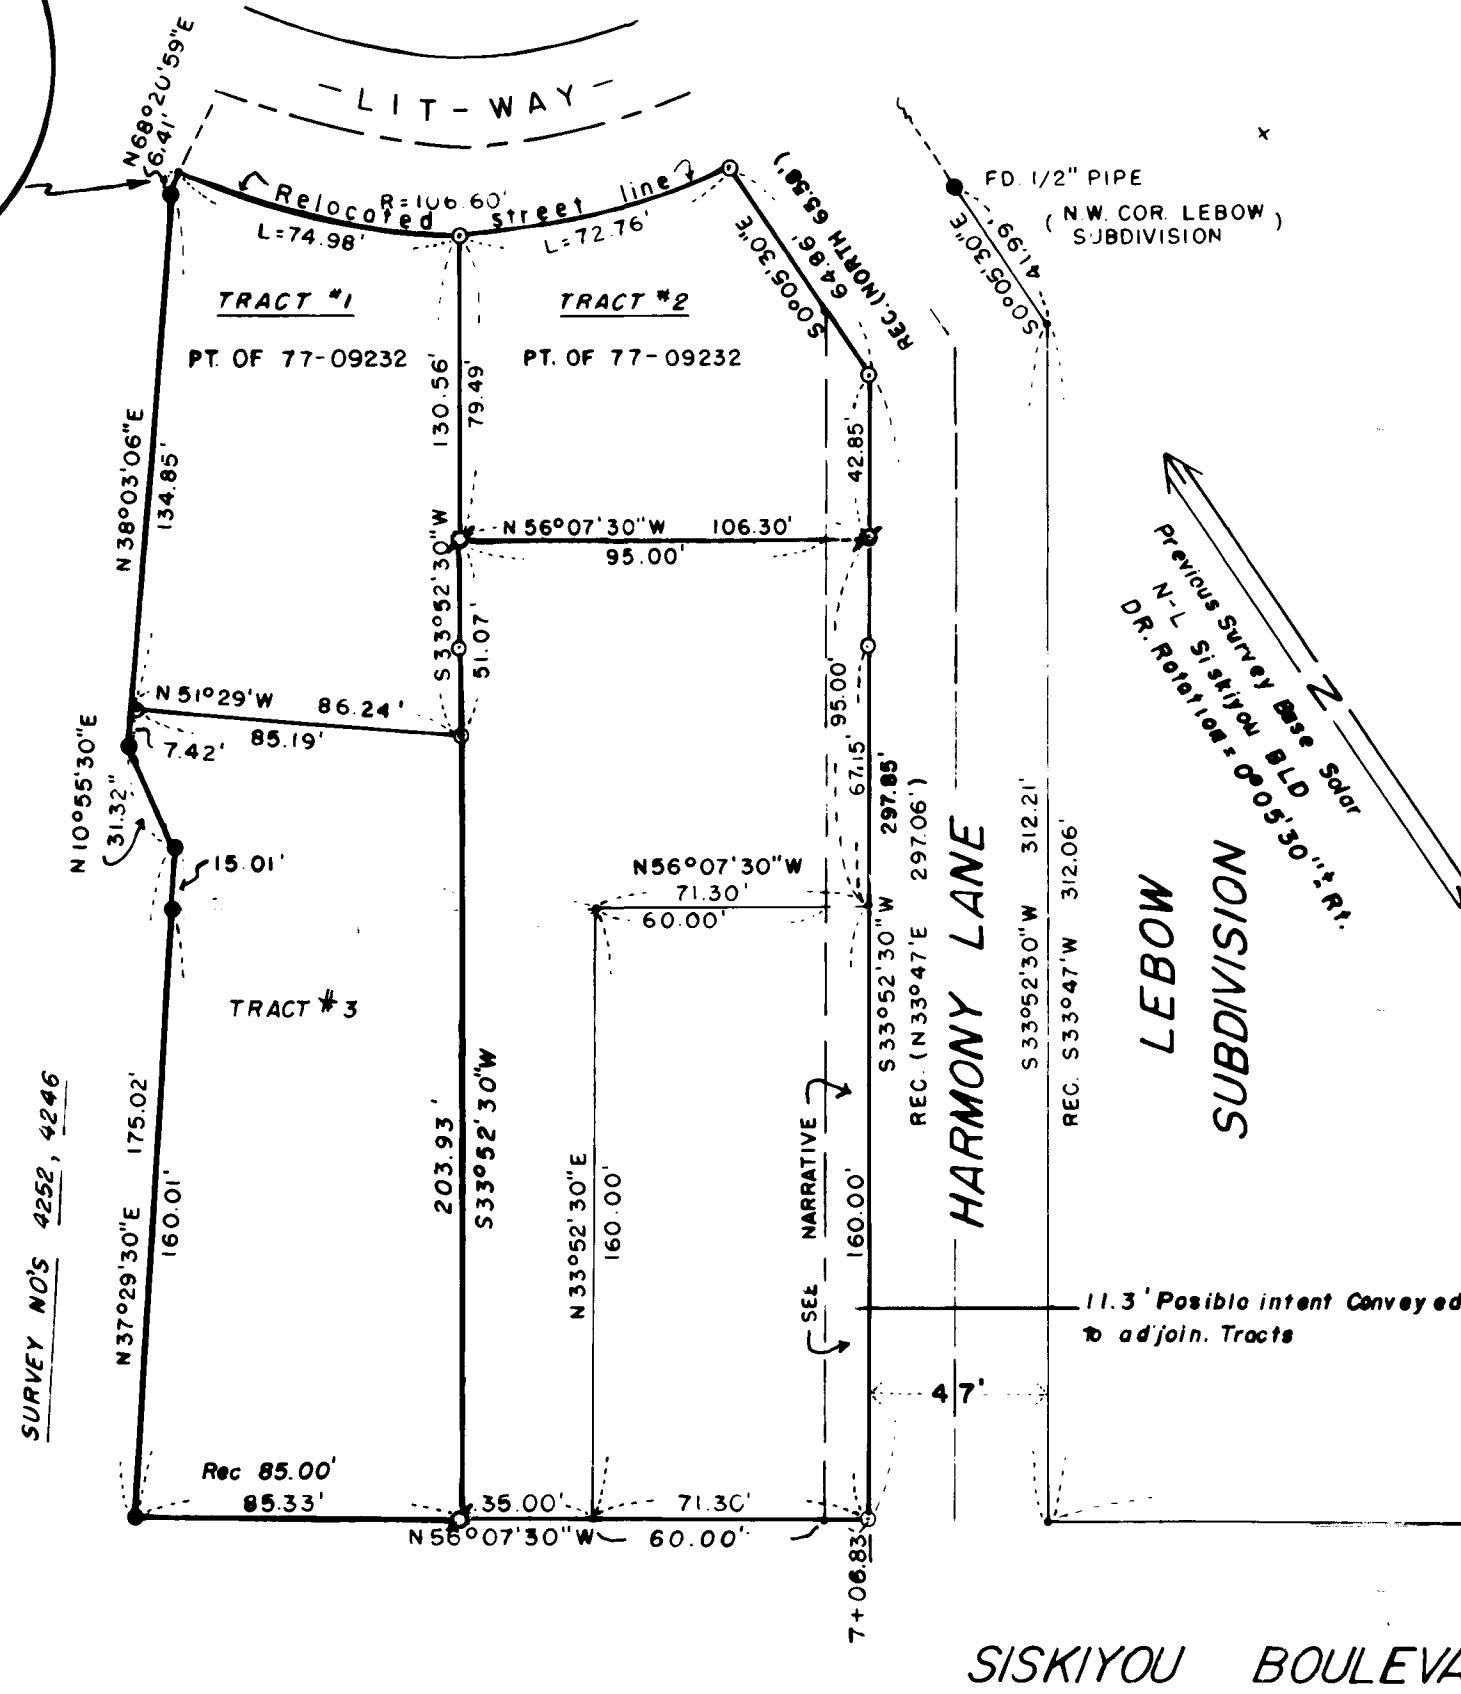 N68°20'59"E
16.41'
-LIT-WAY-
Relocated street line
R=106.60'
L=74.98'
L=72.76'
S0°05'30"E
64.86'
REC.(NORTH 65.58')
FD. 1/2" PIPE
(N.W. COR. LEBOW)
SUBDIVISION
41.99'
S0°05'30"E
TRACT #1
PT. OF 77-09232
TRACT #2
PT. OF 77-09232
130.56'
79.49'
42.85'
N38°03'06"E
134.85'
N56°07'30"W 106.30'
95.00'
S33°52'30"W
51.07'
N51°29'W 86.24'
85.19'
7.42'
N10°55'30"E
31.32"
15.01'
95.00'
67.15'
297.85'
S33°52'30"W
REC.(N33°47'E 297.06')
HARMONY LANE
S33°52'30"W 312.21'
REC. S33°47'W 312.06'
Previous Survey Base Solar
N-L Siskiyou BLD
DR. Rotation = 0°05'30"± Rt.
N
LEBOW
SUBDIVISION
N56°07'30"W
71.30'
60.00'
TRACT #3
SURVEY NO'S 4252, 4246
N37°29'30"E 175.02'
160.01'
203.93'
S33°52'30"W
N33°52'30"E
160.00'
SEE NARRATIVE
160.00'
11.3' Posible intent Conveyed
to adjoin. Tracts
47'
Rec 85.00'
85.33'
35.00'
71.30'
N56°07'30"W
60.00'
7+06.83
SISKIYOU BOULEVA